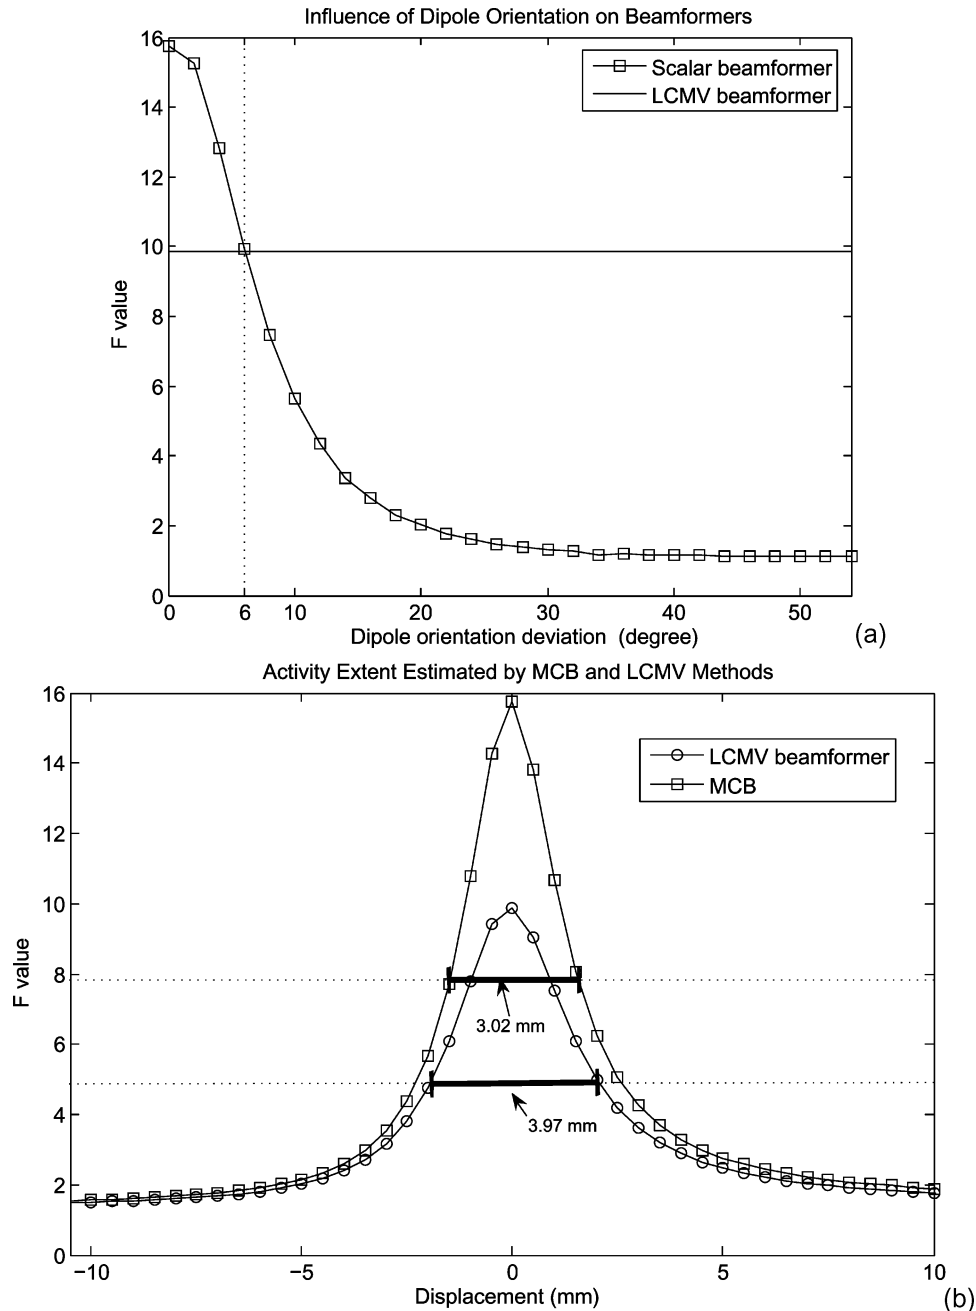 Influence of Dipole Orientation on Beamformers
16
14
12
10
8
6
4
2
0
F value
Scalar beamformer
LCMV beamformer
0 6 10 20 30 40 50
Dipole orientation deviation (degree)
(a)
Activity Extent Estimated by MCB and LCMV Methods
16
14
12
10
8
6
4
2
0
F value
LCMV beamformer
MCB
3.02 mm
3.97 mm
−10 −5 0 5 10
Displacement (mm)
(b)